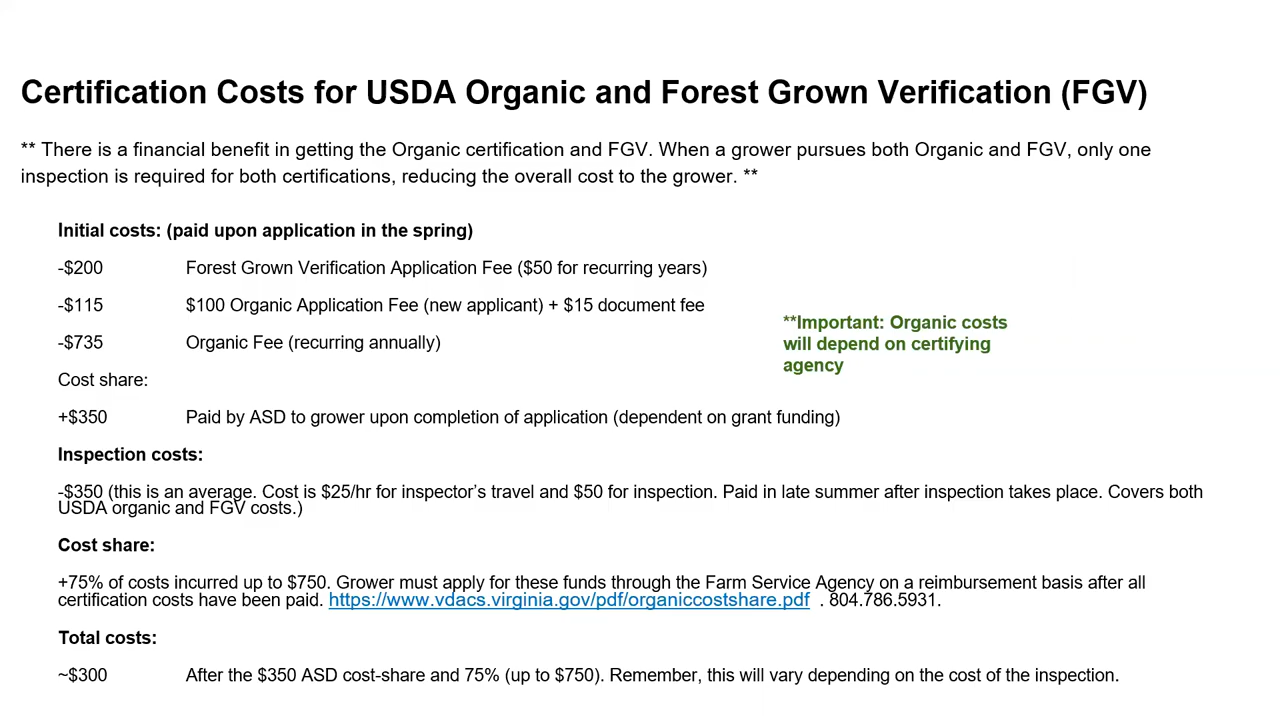 Certification Costs for USDA Organic and Forest Grown Verification (FGV)
** There is a financial benefit in getting the Organic certification and FGV. When a grower pursues both Organic and FGV, only one
inspection is required for both certifications, reducing the overall cost to the grower. **
Initial costs: (paid upon application in the spring)
-$200 Forest Grown Verification Application Fee ($50 for recurring years)
-$115 $100 Organic Application Fee (new applicant) + $15 document fee
-$735 Organic Fee (recurring annually)
**Important: Organic costs
will depend on certifying
agency
Cost share:
+$350 Paid by ASD to grower upon completion of application (dependent on grant funding)
Inspection costs:
-$350 (this is an average. Cost is $25/hr for inspector’s travel and $50 for inspection. Paid in late summer after inspection takes place. Covers both
USDA organic and FGV costs.)
Cost share:
+75% of costs incurred up to $750. Grower must apply for these funds through the Farm Service Agency on a reimbursement basis after all
certification costs have been paid. https://www.vdacs.virginia.gov/pdf/organiccostshare.pdf . 804.786.5931.
Total costs:
~$300 After the $350 ASD cost-share and 75% (up to $750). Remember, this will vary depending on the cost of the inspection.